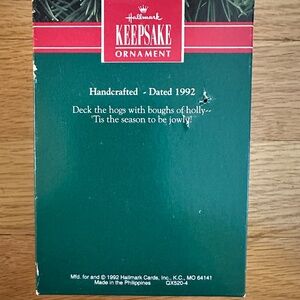 Hallmark
KEEPSAKE
ORNAMENT
Handcrafted - Dated 1992
Deck the hogs with boughs of holly--
'Tis the season to be jowly!
Mfd. for and © 1992 Hallmark Cards, Inc., K.C., MO 64141
Made in the Philippines QX520-4